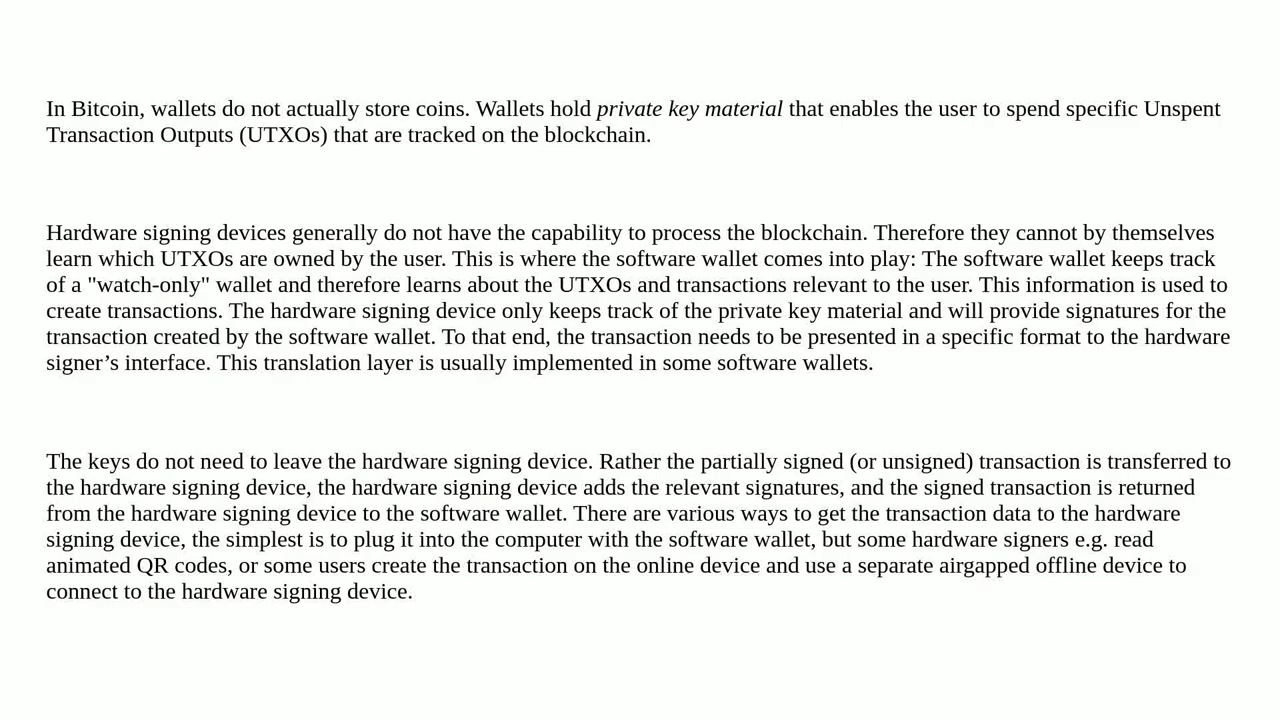 In Bitcoin, wallets do not actually store coins. Wallets hold private key material that enables the user to spend specific Unspent
Transaction Outputs (UTXOs) that are tracked on the blockchain.
Hardware signing devices generally do not have the capability to process the blockchain. Therefore they cannot by themselves
learn which UTXOs are owned by the user. This is where the software wallet comes into play: The software wallet keeps track
of a "watch-only" wallet and therefore learns about the UTXOs and transactions relevant to the user. This information is used to
create transactions. The hardware signing device only keeps track of the private key material and will provide signatures for the
transaction created by the software wallet. To that end, the transaction needs to be presented in a specific format to the hardware
signer’s interface. This translation layer is usually implemented in some software wallets.
The keys do not need to leave the hardware signing device. Rather the partially signed (or unsigned) transaction is transferred to
the hardware signing device, the hardware signing device adds the relevant signatures, and the signed transaction is returned
from the hardware signing device to the software wallet. There are various ways to get the transaction data to the hardware
signing device, the simplest is to plug it into the computer with the software wallet, but some hardware signers e.g. read
animated QR codes, or some users create the transaction on the online device and use a separate airgapped offline device to
connect to the hardware signing device.